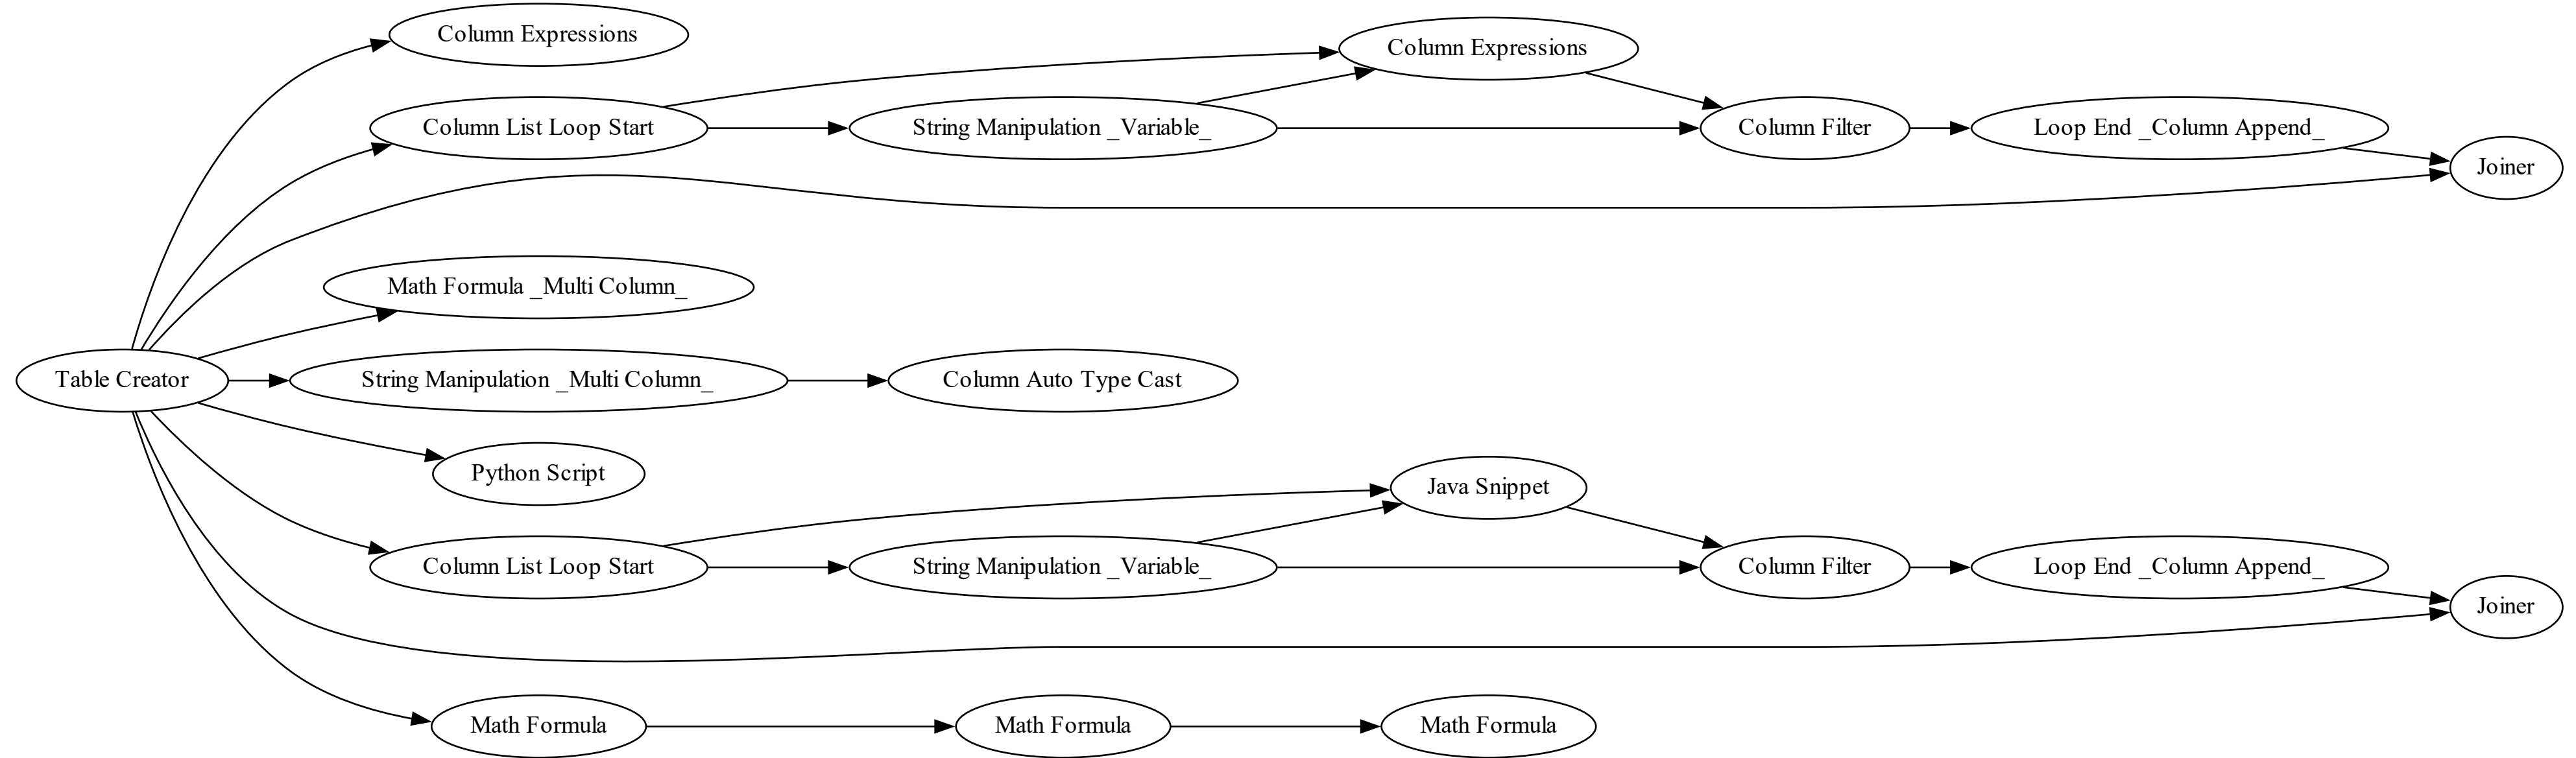 Column Expressions
Column Expressions
Column List Loop Start
String Manipulation _Variable_
Column Filter
Loop End _Column Append_
Joiner
Math Formula _Multi Column_
Table Creator
String Manipulation _Multi Column_
Column Auto Type Cast
Python Script
Java Snippet
Column List Loop Start
String Manipulation _Variable_
Column Filter
Loop End _Column Append_
Joiner
Math Formula
Math Formula
Math Formula